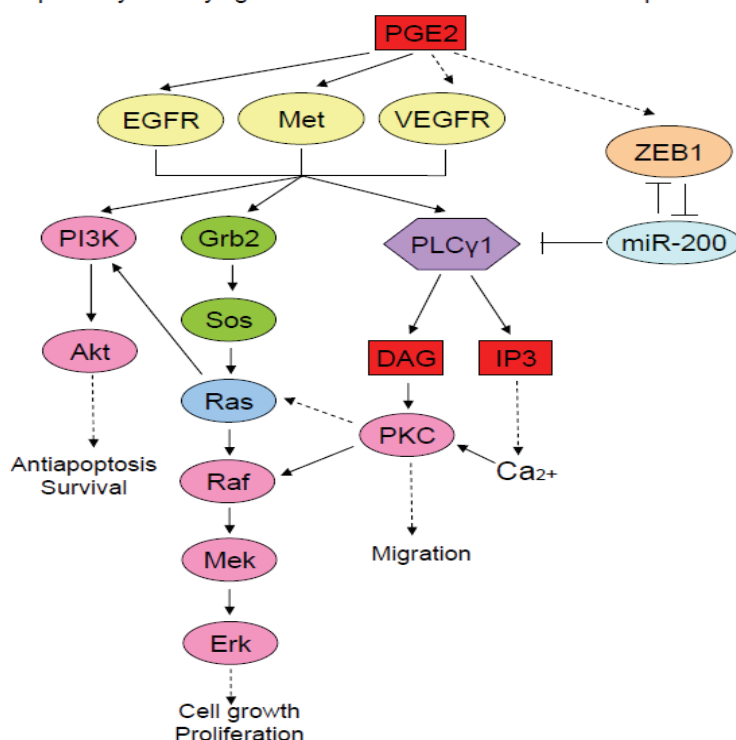 PGE2
EGFR
Met
VEGFR
ZEB1
PI3K
Grb2
PLCγ1
miR-200
Akt
Sos
DAG
IP3
Ras
PKC
Ca2+
Antiapoptosis
Survival
Raf
Migration
Mek
Erk
Cell growth
Proliferation